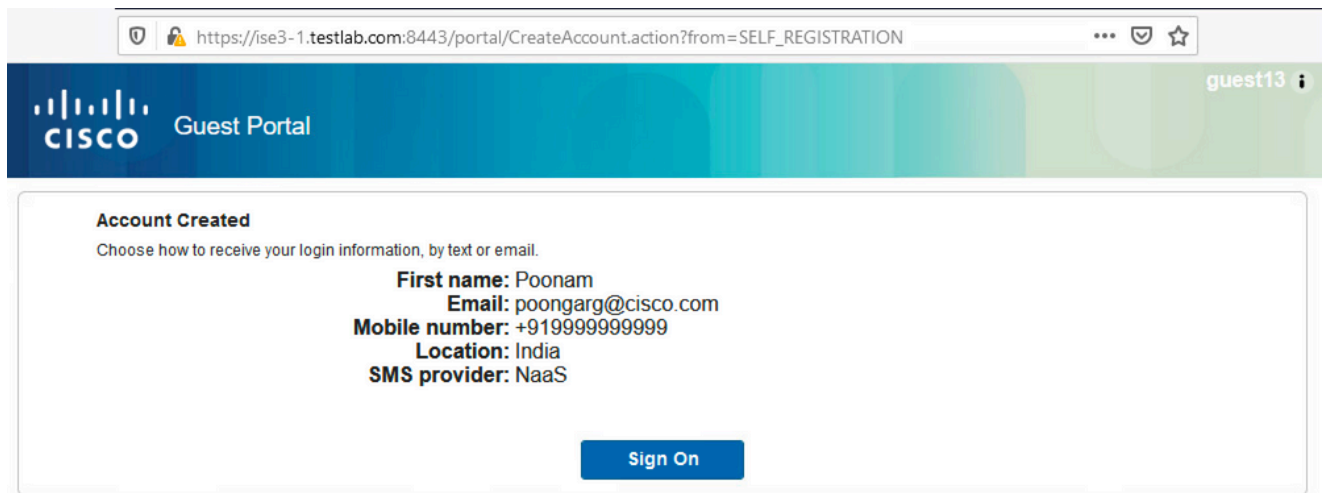 https://ise3-1.testlab.com:8443/portal/CreateAccount.action?from=SELF_REGISTRATION
guest13
CISCO Guest Portal
Account Created
Choose how to receive your login information, by text or email.
First name: Poonam
Email: poongarg@cisco.com
Mobile number: +919999999999
Location: India
SMS provider: NaaS
Sign On